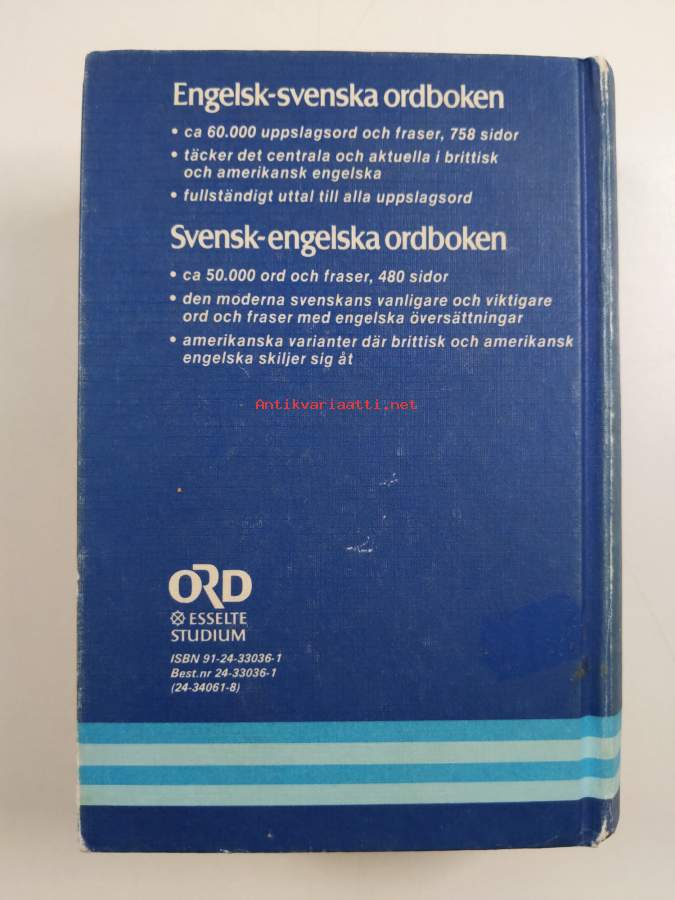 Engelsk-svenska ordboken
• ca 60.000 uppslagsord och fraser, 758 sidor
• täcker det centrala och aktuella i brittisk
och amerikansk engelska
• fullständigt uttal till alla uppslagsord
Svensk-engelska ordboken
• ca 50.000 ord och fraser, 480 sidor
• den moderna svenskans vanligare och viktigare
ord och fraser med engelska översättningar
• amerikanska varianter där brittisk och amerikansk
engelska skiljer sig åt
Antikvariaatti.net
ORD
ESSELTE
STUDIUM
ISBN 91-24-33036-1
Best.nr 24-33036-1
(24-34061-8)